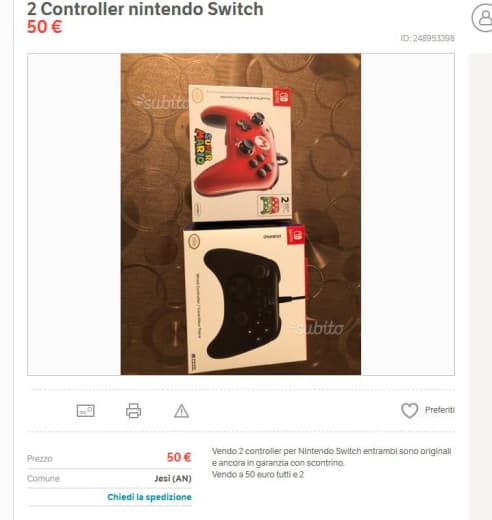 2 Controller nintendo Switch
50 €
ID: 248953398
subito
SUPER
MARIO
2
HORIPAD
subito
Preferiti
Prezzo
50 €
Vendo 2 controller per Nintendo Switch entrambi sono originali
e ancora in garanzia con scontrino.
Vendo a 50 euro tutti e 2
Comune
Jesi (AN)
Chiedi la spedizione